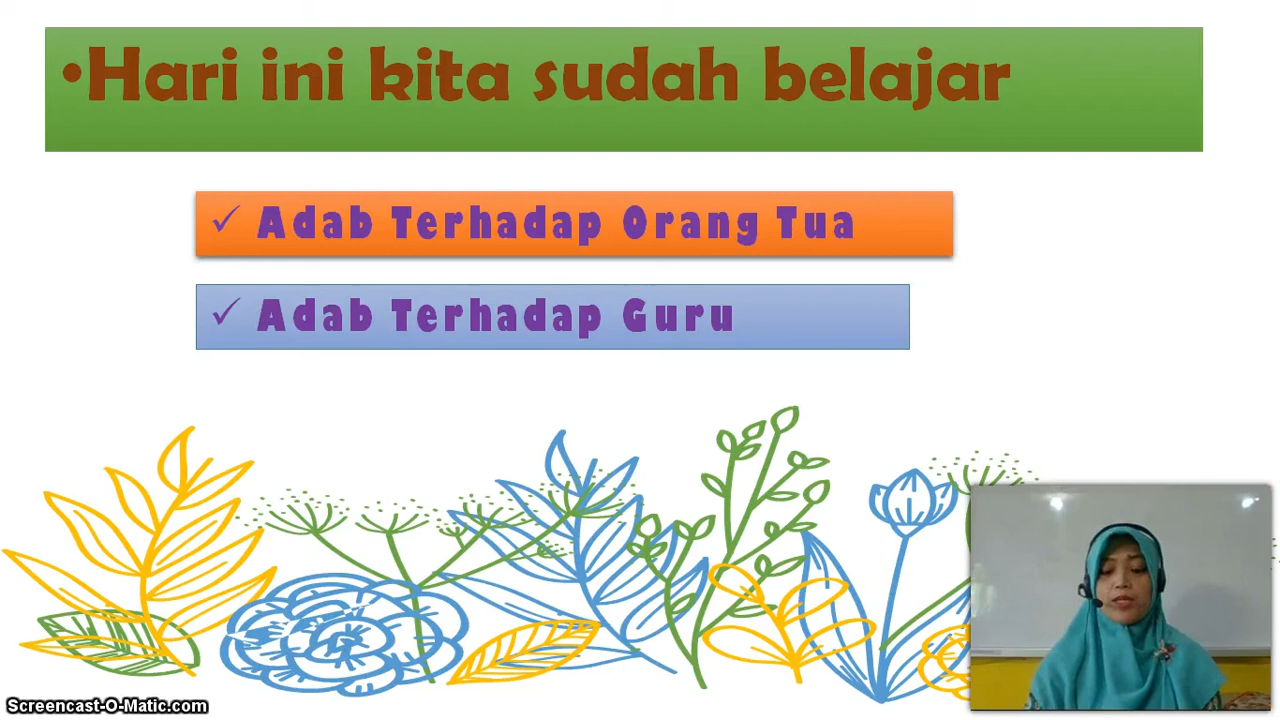 •Hari ini kita sudah belajar
✓ Adab Terhadap Orang Tua
✓ Adab Terhadap Guru
Screencast-O-Matic.com